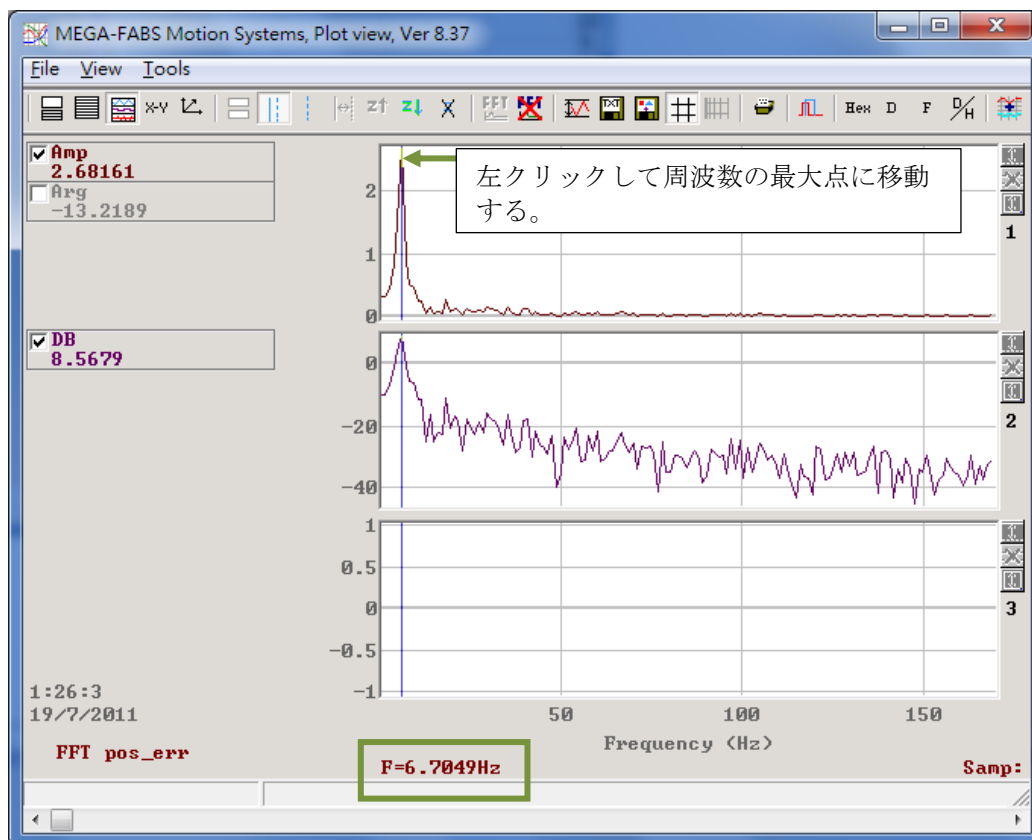 MEGA-FABS Motion Systems, Plot view, Ver 8.37
File View Tools
X-Y Z↑ Z↓ X FFT TXT Hex D F D/H
Amp
2.68161
Arg
-13.2189
左クリックして周波数の最大点に移動
する。
2
1
0
1
DB
8.5679
0
-20
-40
2
1
0.5
0
-0.5
-1
3
1:26:3
19/7/2011
50 100 150
Frequency (Hz)
FFT pos_err
F=6.7049Hz
Samp: